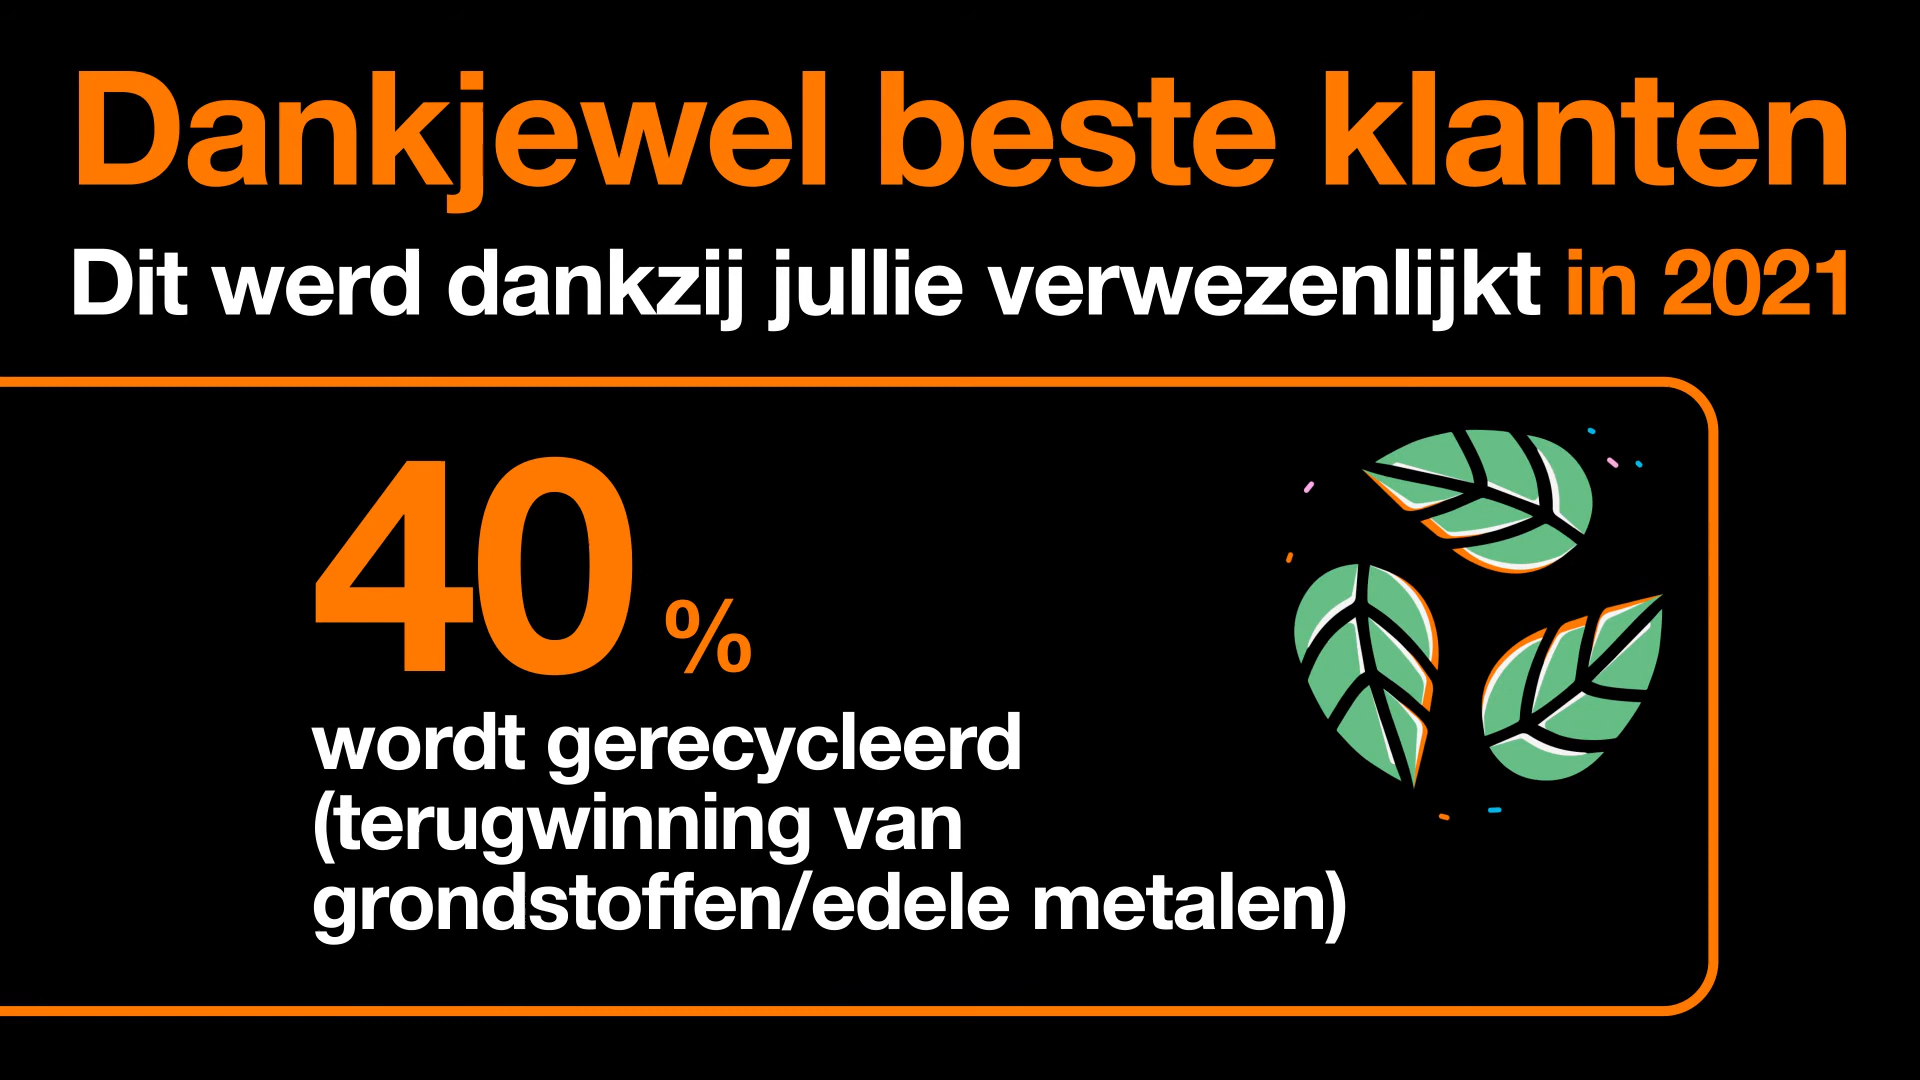 Dankjewel beste klanten
Dit werd dankzij jullie verwezenlijkt in 2021
40 %
wordt gerecycleerd
(terugwinning van
grondstoffen/edele metalen)